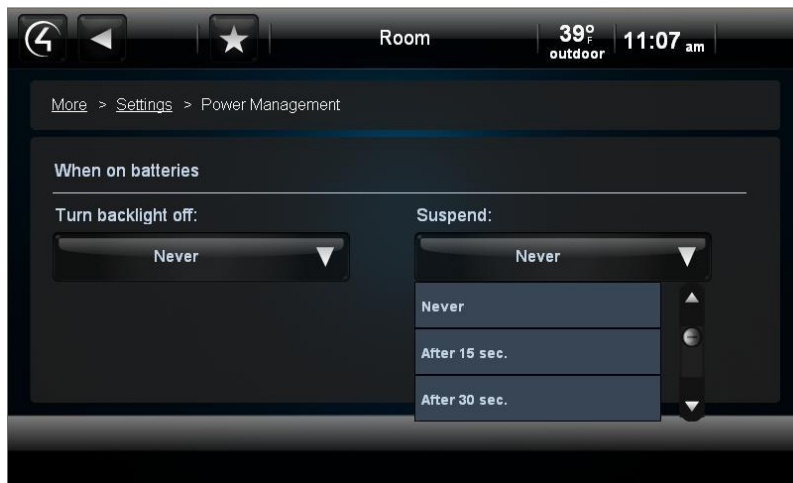 Room
39°F
outdoor
11:07 am
More > Settings > Power Management
When on batteries
Turn backlight off:
Suspend:
Never
Never
Never
After 15 sec.
After 30 sec.